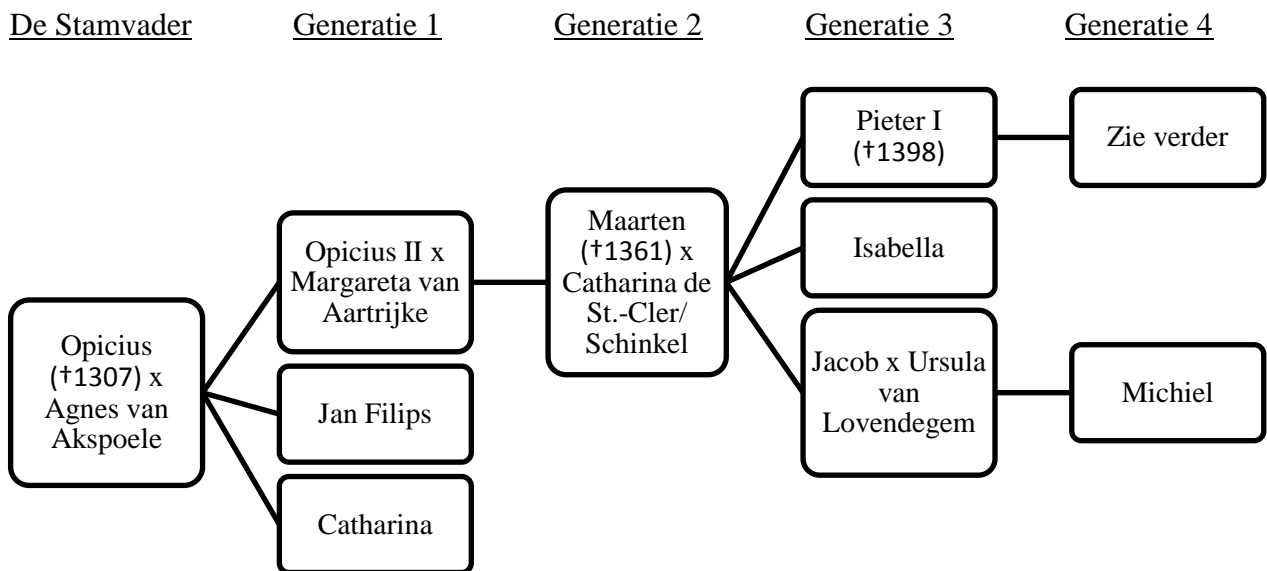 De Stamvader
Generatie 1
Generatie 2
Generatie 3
Generatie 4
Opicius
(†1307) x
Agnes van
Akspoele
Opicius II x
Margareta van
Aartrijke
Jan Filips
Catharina
Maarten
(†1361) x
Catharina de
St.-Cler/
Schinkel
Pieter I
(†1398)
Isabella
Jacob x Ursula
van
Lovendegem
Zie verder
Michiel